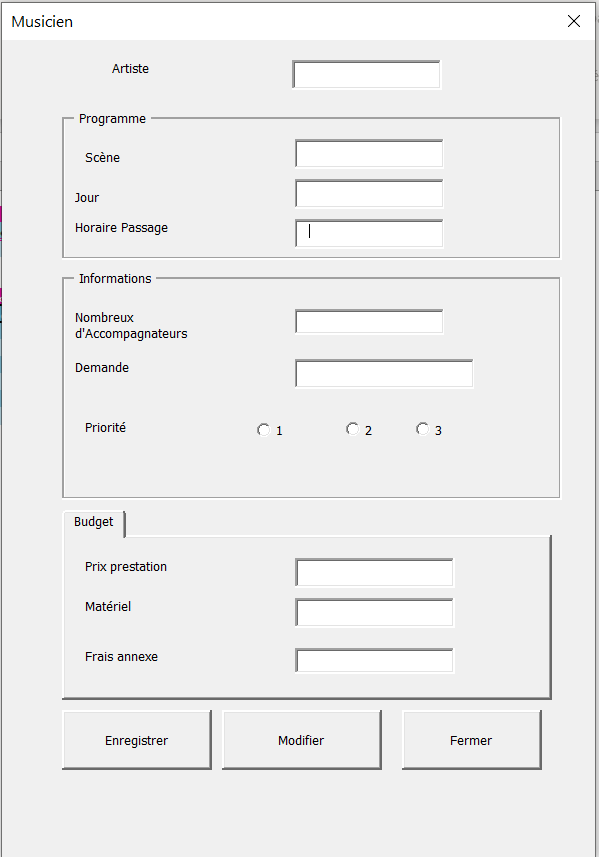 Musicien
Artiste
Programme
Scène
Jour
Horaire Passage
Informations
Nombreux
d'Accompagnateurs
Demande
Priorité 1 2 3
Budget
Prix prestation
Matériel
Frais annexe
Enregistrer Modifier Fermer